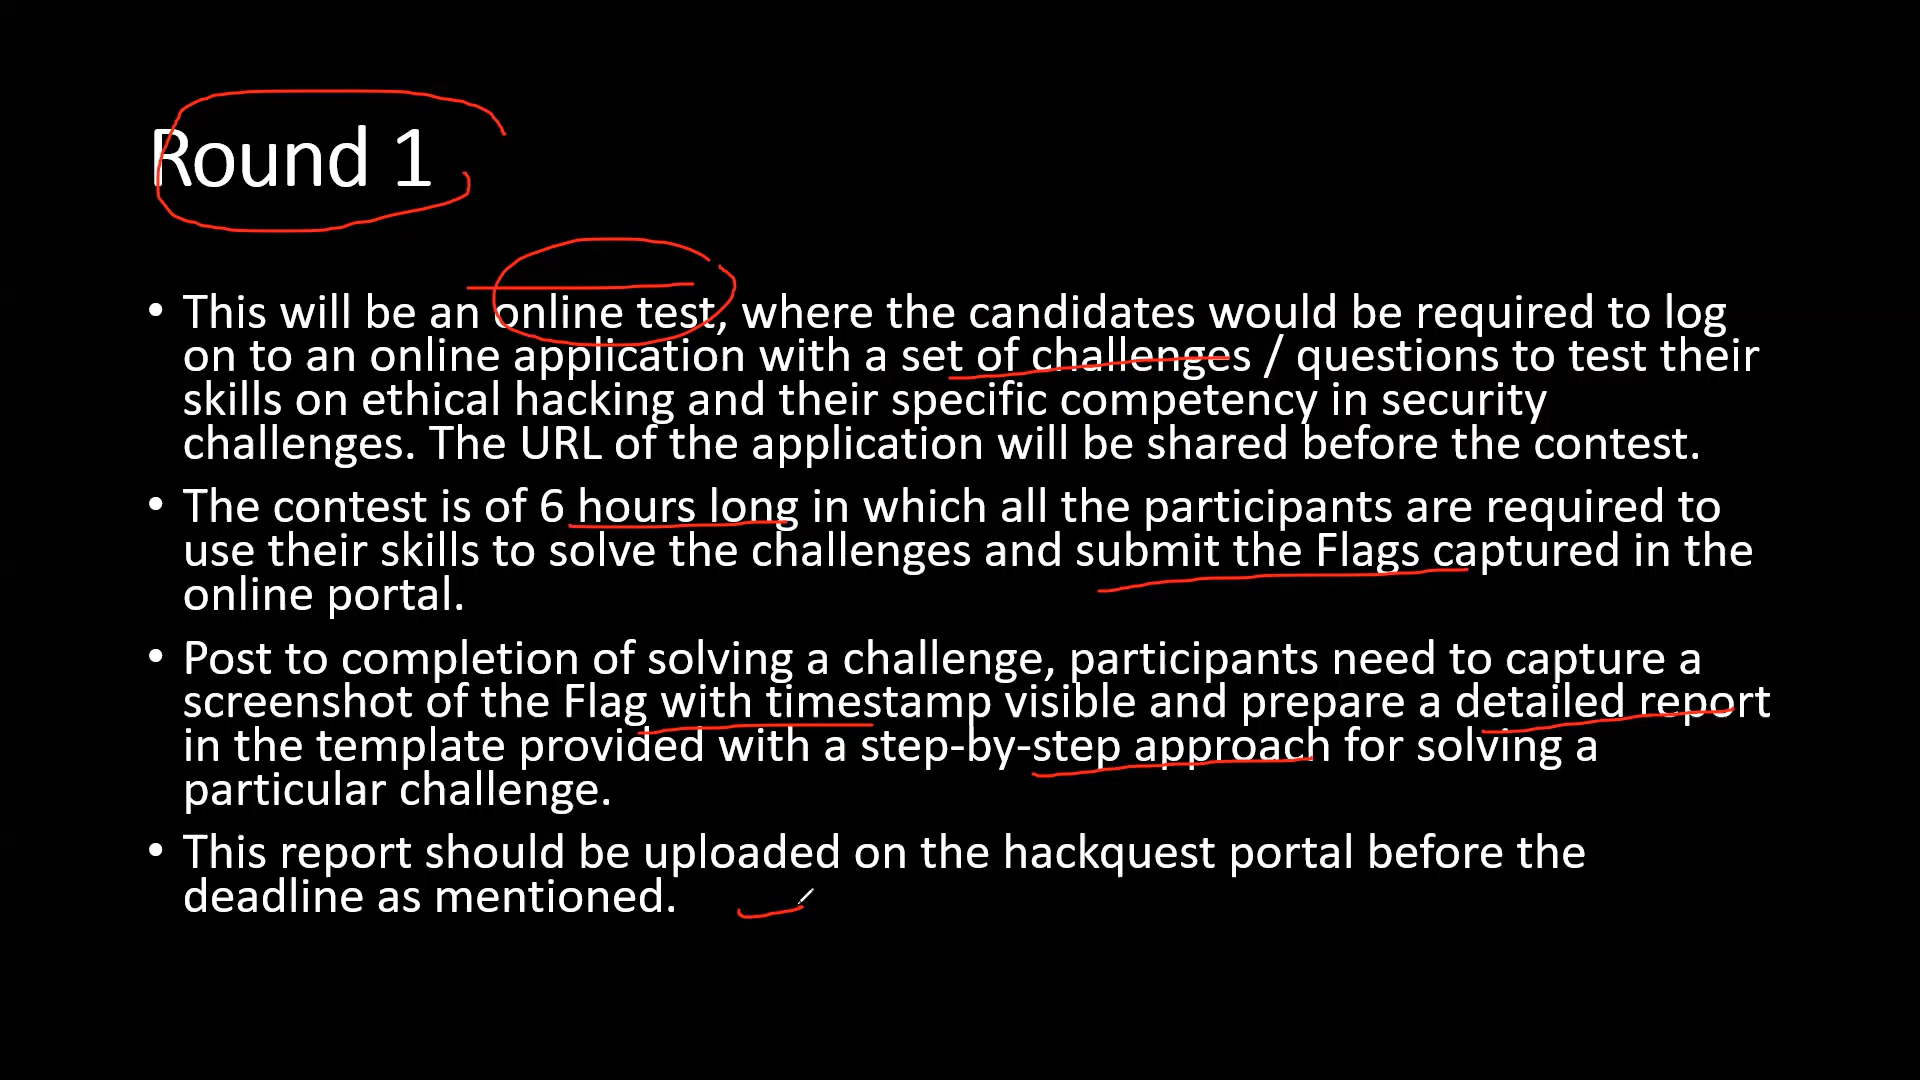 Round 1
• This will be an online test, where the candidates would be required to log
on to an online application with a set of challenges / questions to test their
skills on ethical hacking and their specific competency in security
challenges. The URL of the application will be shared before the contest.
• The contest is of 6 hours long in which all the participants are required to
use their skills to solve the challenges and submit the Flags captured in the
online portal.
• Post to completion of solving a challenge, participants need to capture a
screenshot of the Flag with timestamp visible and prepare a detailed report
in the template provided with a step-by-step approach for solving a
particular challenge.
• This report should be uploaded on the hackquest portal before the
deadline as mentioned.